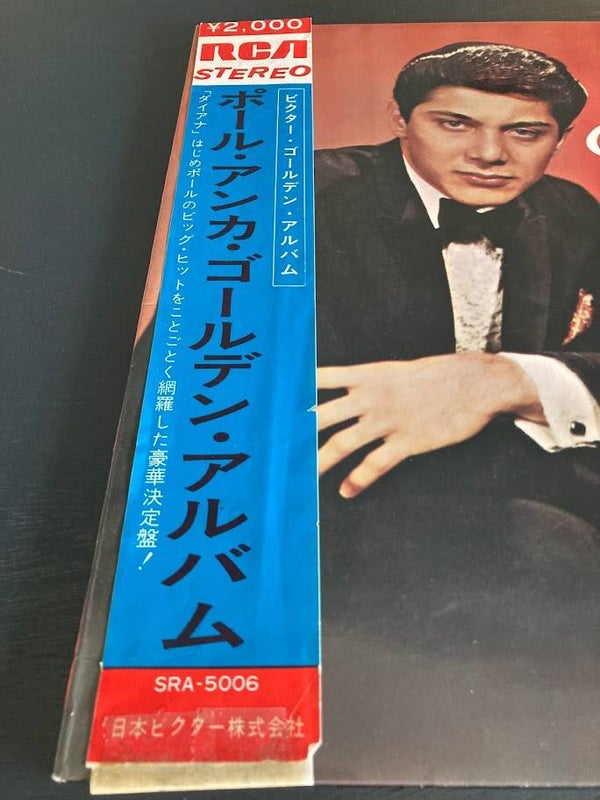 ¥2,000
RCA
STEREO
ビクター・ゴールデン・アルバム
ポール・アンカ・ゴールデン・アルバム
「ダイアナ」はじめポールのビッグ・ヒットをことごとく網羅した豪華決定盤!
SRA-5006
日本ビクター株式会社